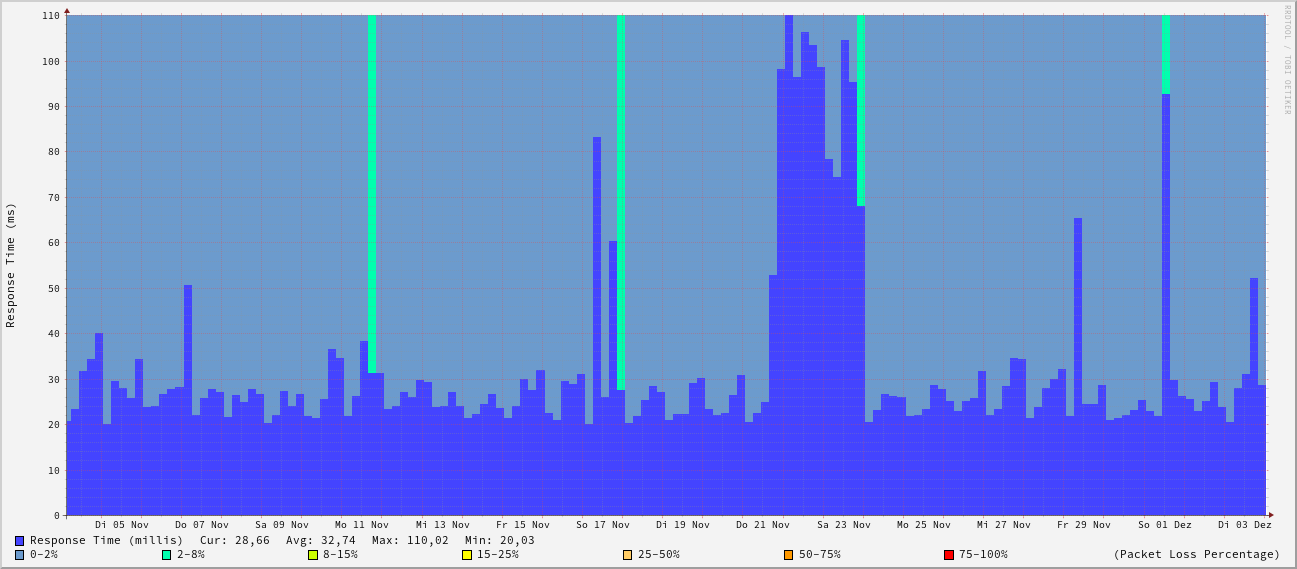 RRDTOOL / TOBI OETIKER
Response Time (ms)
110
100
90
80
70
60
50
40
30
20
10
0
Di 05 Nov Do 07 Nov Sa 09 Nov Mo 11 Nov Mi 13 Nov Fr 15 Nov So 17 Nov Di 19 Nov Do 21 Nov Sa 23 Nov Mo 25 Nov Mi 27 Nov Fr 29 Nov So 01 Dez Di 03 Dez
Response Time (millis) Cur: 28,66 Avg: 32,74 Max: 110,02 Min: 20,03
0-2% 2-8% 8-15% 15-25% 25-50% 50-75% 75-100% (Packet Loss Percentage)